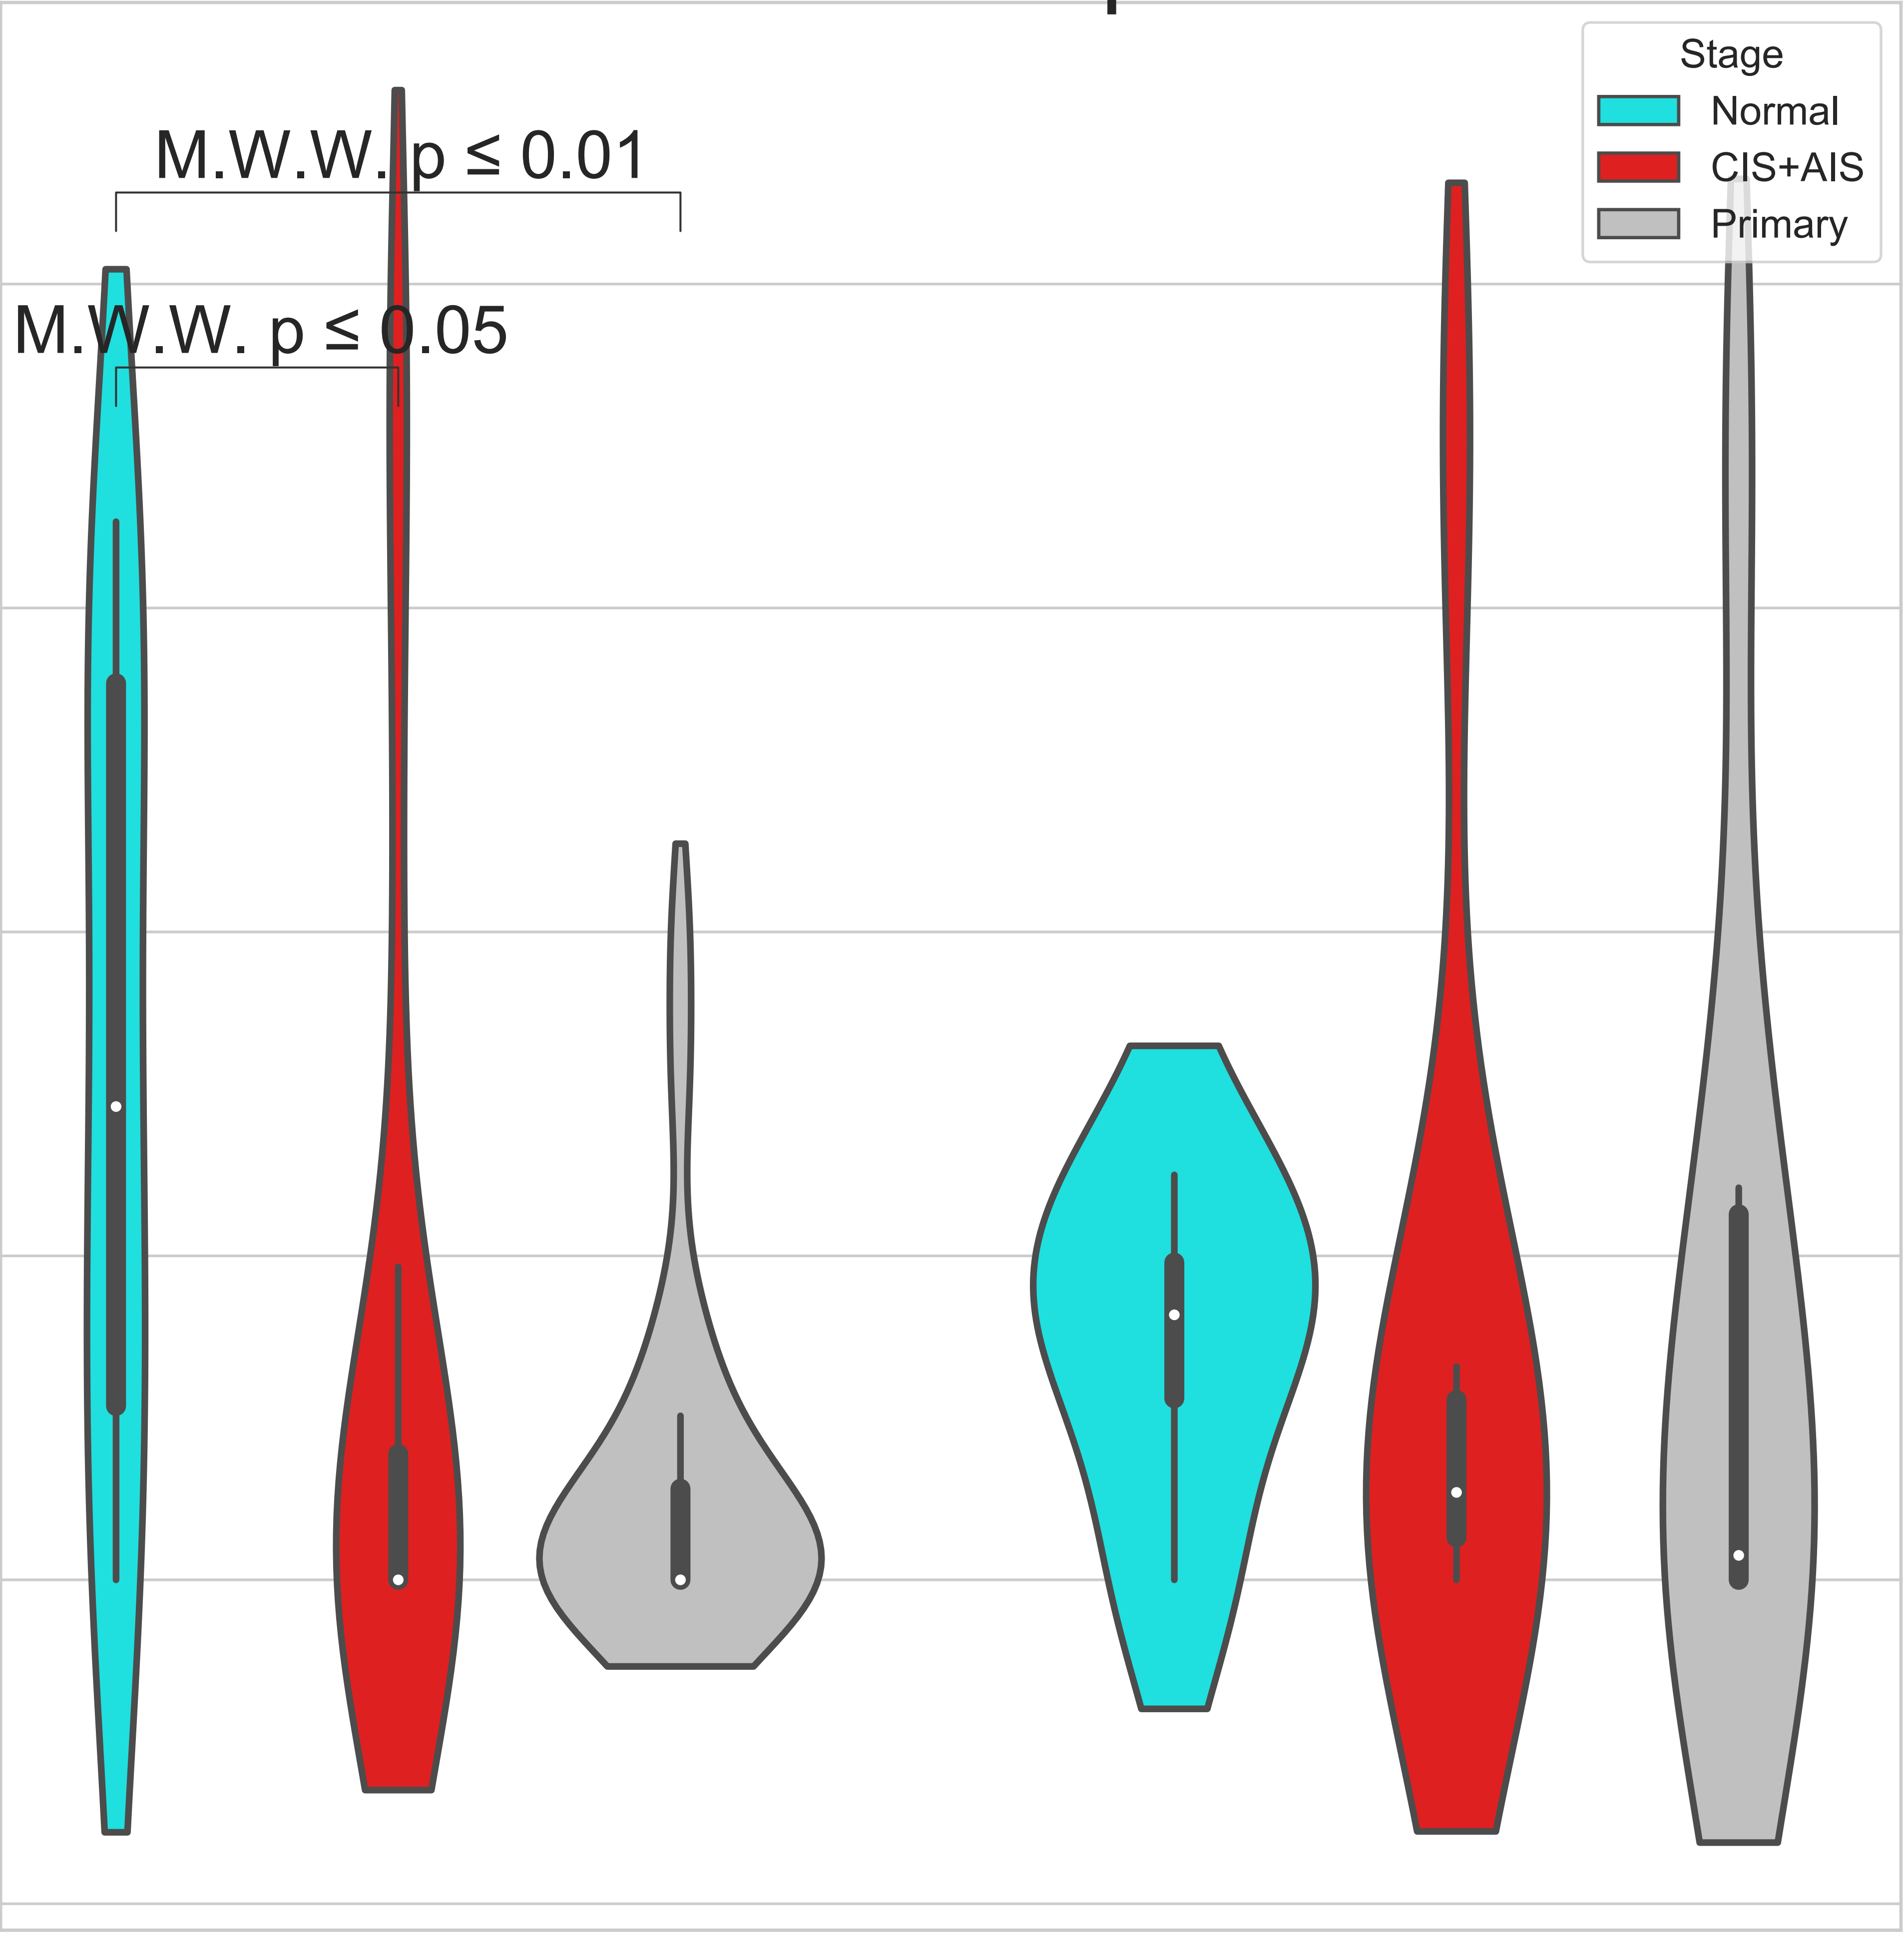 Stage
Normal
CIS+AIS
Primary
M.W.W. p ≤ 0.01
M.W.W. p ≤ 0.05